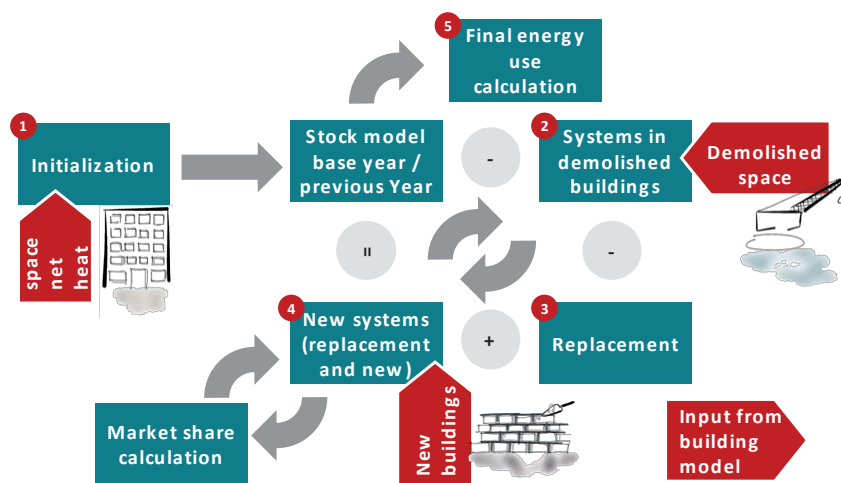 5
Final energy
use
calculation
1
Initialization
Stock model
base year /
previous Year
-
2
Systems in
demolished
buildings
Demolished
space
space
net
heat
=
-
4
New systems
(replacement
and new)
+
3
Replacement
Market share
calculation
New
buildings
Input from
building
model